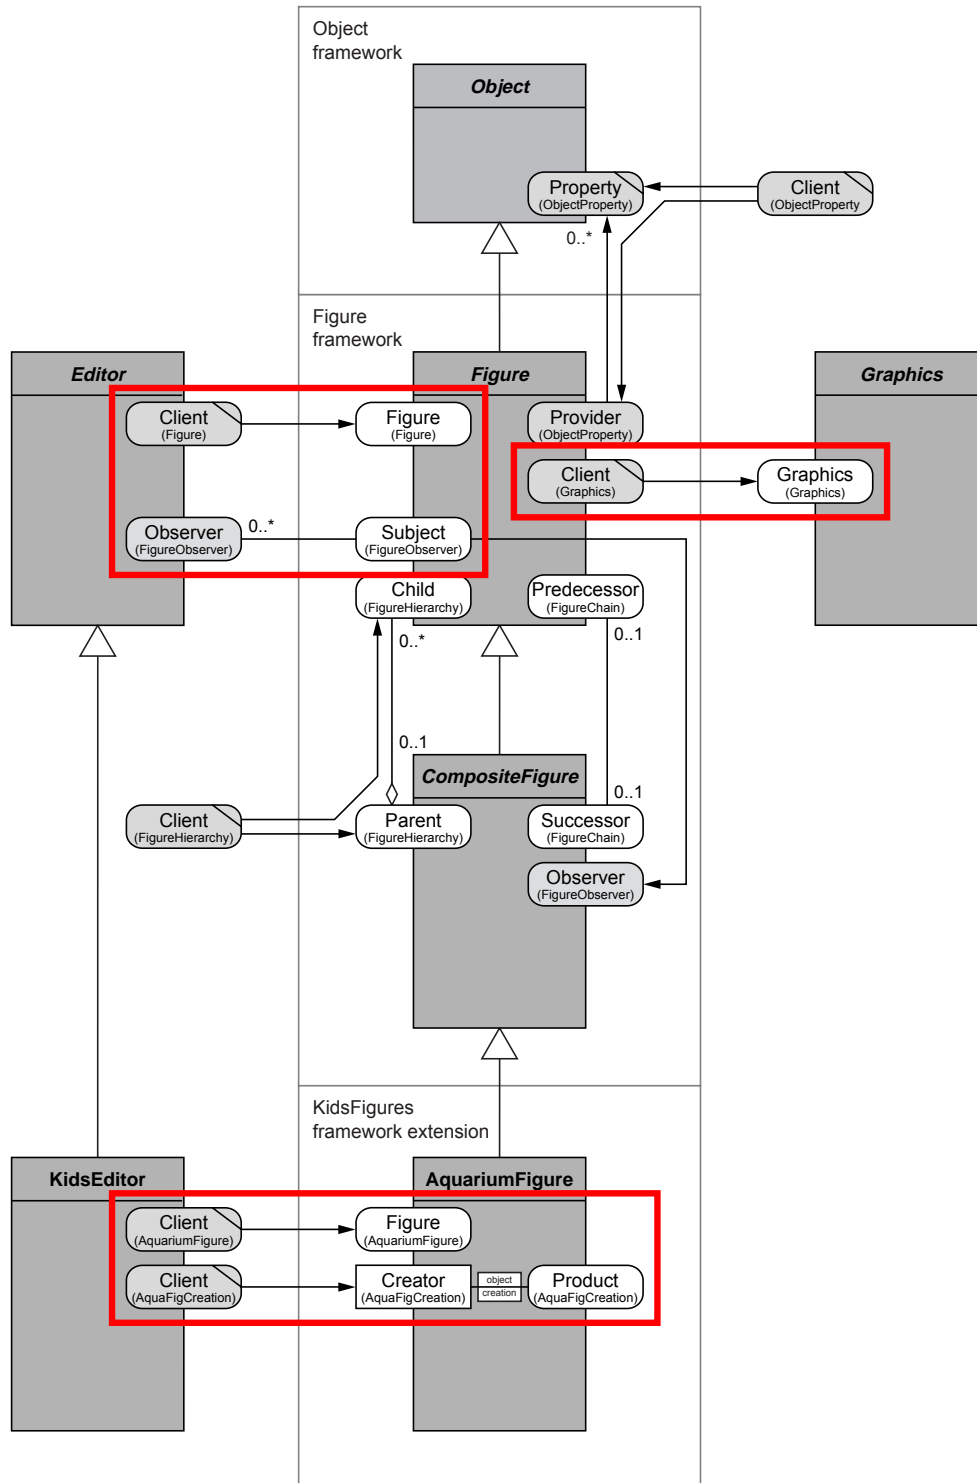 Object
framework
Object
Property
(ObjectProperty)
Client
(ObjectProperty
0..*
Figure
framework
Editor
Figure
Graphics
Client
(Figure)
Figure
(Figure)
Provider
(ObjectProperty)
Client
(Graphics)
Graphics
(Graphics)
Observer
(FigureObserver)
0..*
Subject
(FigureObserver)
Child
(FigureHierarchy)
Predecessor
(FigureChain)
0..*
0..1
0..1
CompositeFigure
0..1
Client
(FigureHierarchy)
Parent
(FigureHierarchy)
Successor
(FigureChain)
Observer
(FigureObserver)
KidsFigures
framework extension
KidsEditor
AquariumFigure
Client
(AquariumFigure)
Figure
(AquariumFigure)
Client
(AquaFigCreation)
Creator
(AquaFigCreation)
object
creation
Product
(AquaFigCreation)